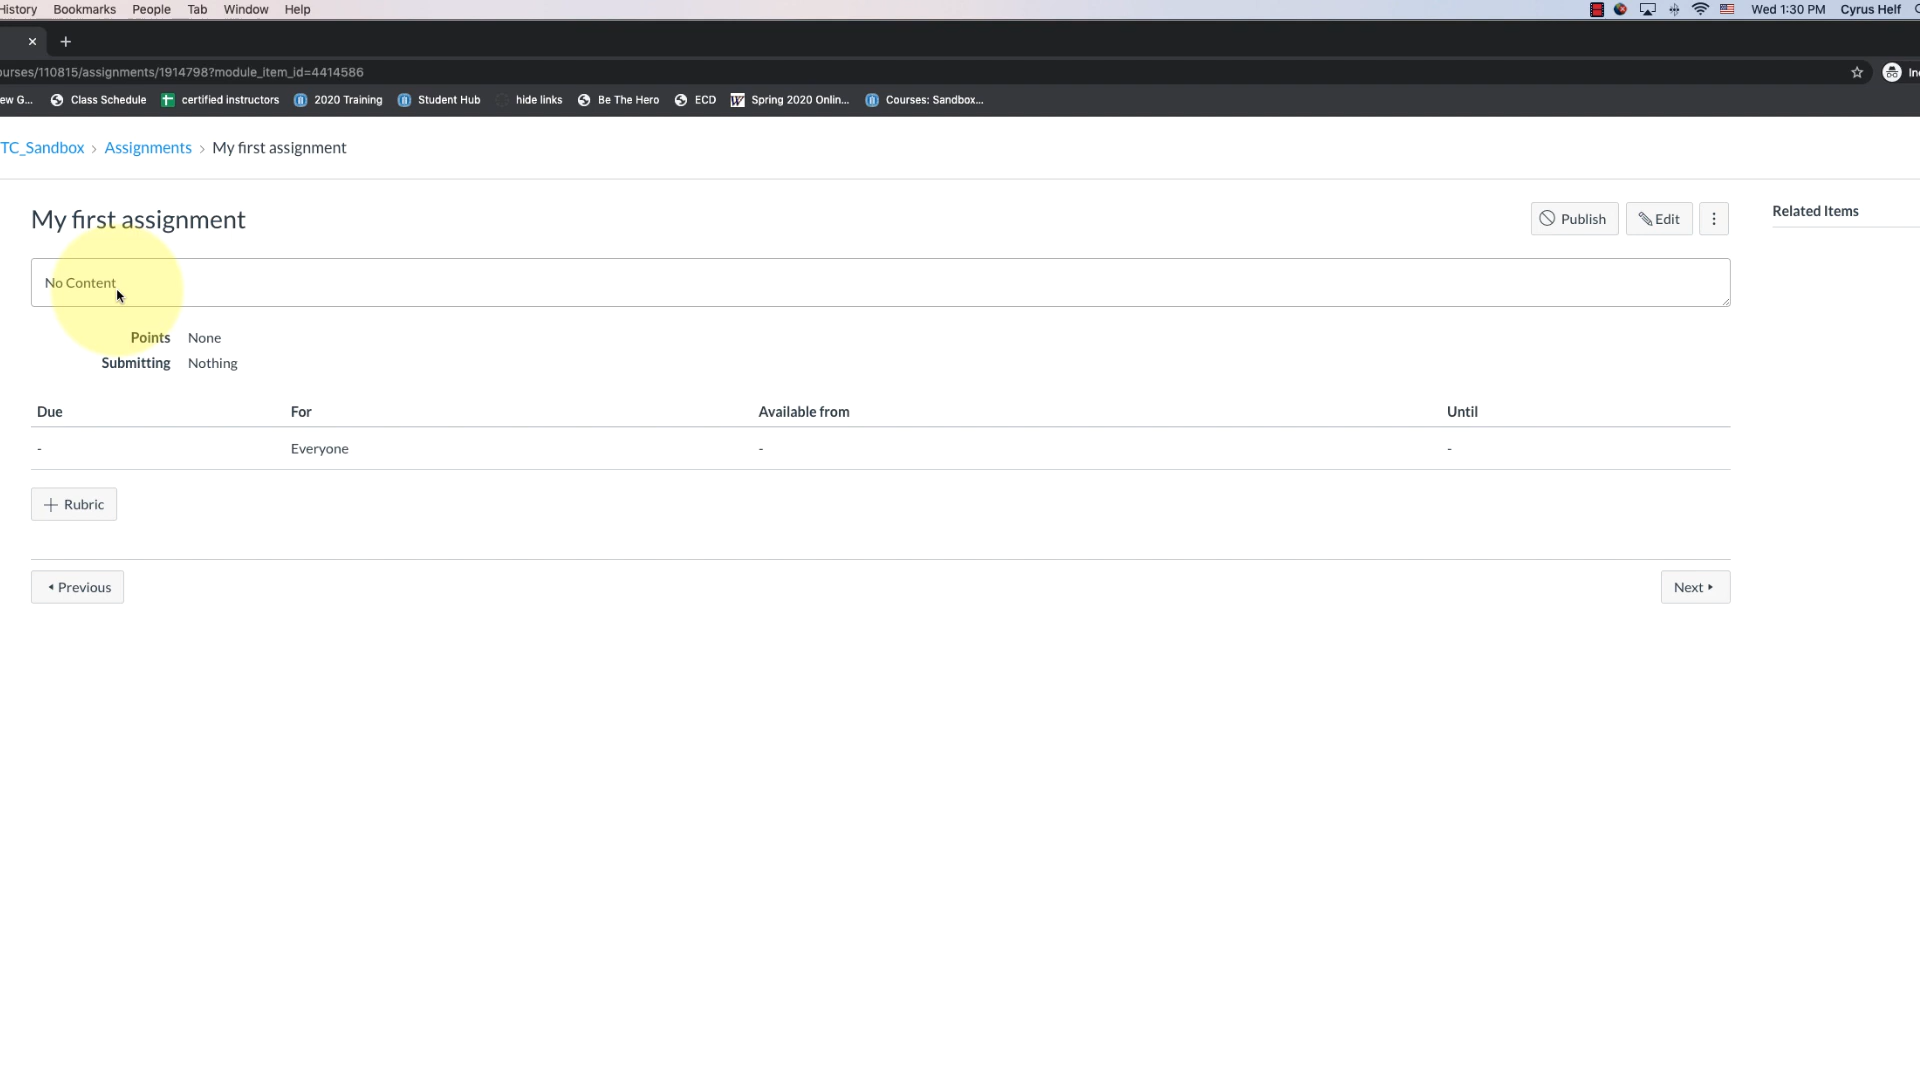 History Bookmarks People Tab Window Help Wed 1:30 PM Cyrus Helf
urses/110815/assignments/1914798?module_item_id=4414586
ew G... Class Schedule certified instructors 2020 Training Student Hub hide links Be The Hero ECD Spring 2020 Onlin... Courses: Sandbox...
TC_Sandbox › Assignments › My first assignment
My first assignment
Publish Edit
Related Items
No Content
Points None
Submitting Nothing
Due For Available from Until
- Everyone - -
+ Rubric
Previous Next